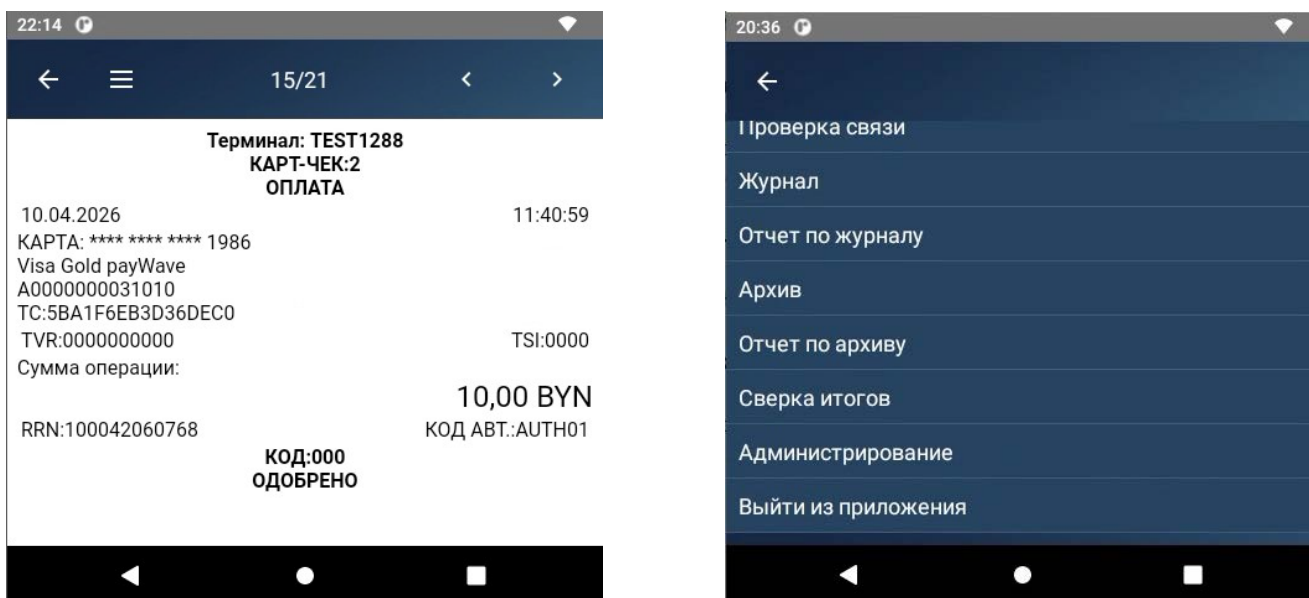 22:14
15/21
Терминал: TEST1288
КАРТ-ЧЕК:2
ОПЛАТА
10.04.2026 11:40:59
КАРТА: **** **** **** 1986
Visa Gold payWave
A0000000031010
TC:5BA1F6EB3D36DEC0
TVR:0000000000 TSI:0000
Сумма операции:
10,00 BYN
RRN:100042060768 КОД АВТ.:AUTH01
КОД:000
ОДОБРЕНО
20:36
Проверка связи
Журнал
Отчет по журналу
Архив
Отчет по архиву
Сверка итогов
Администрирование
Выйти из приложения